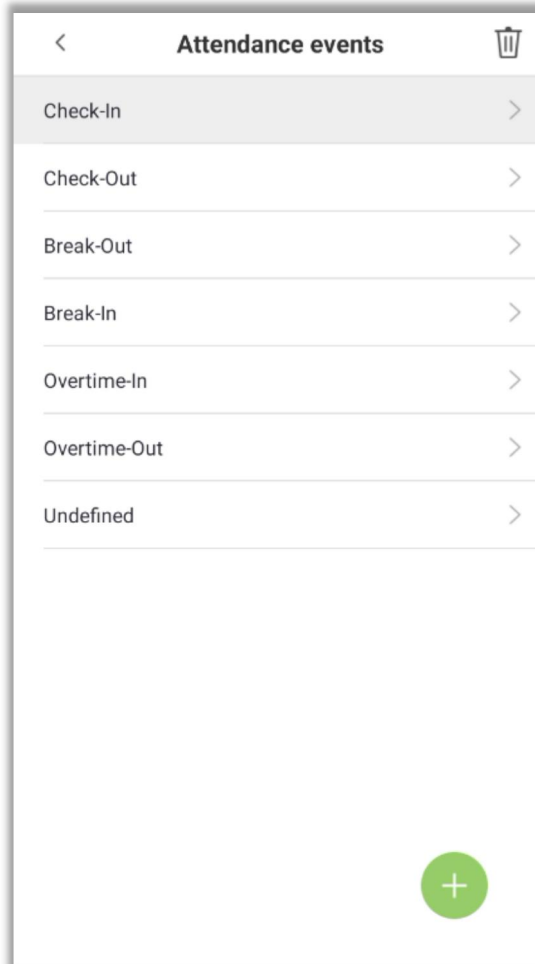 Attendance events
Check-In
Check-Out
Break-Out
Break-In
Overtime-In
Overtime-Out
Undefined